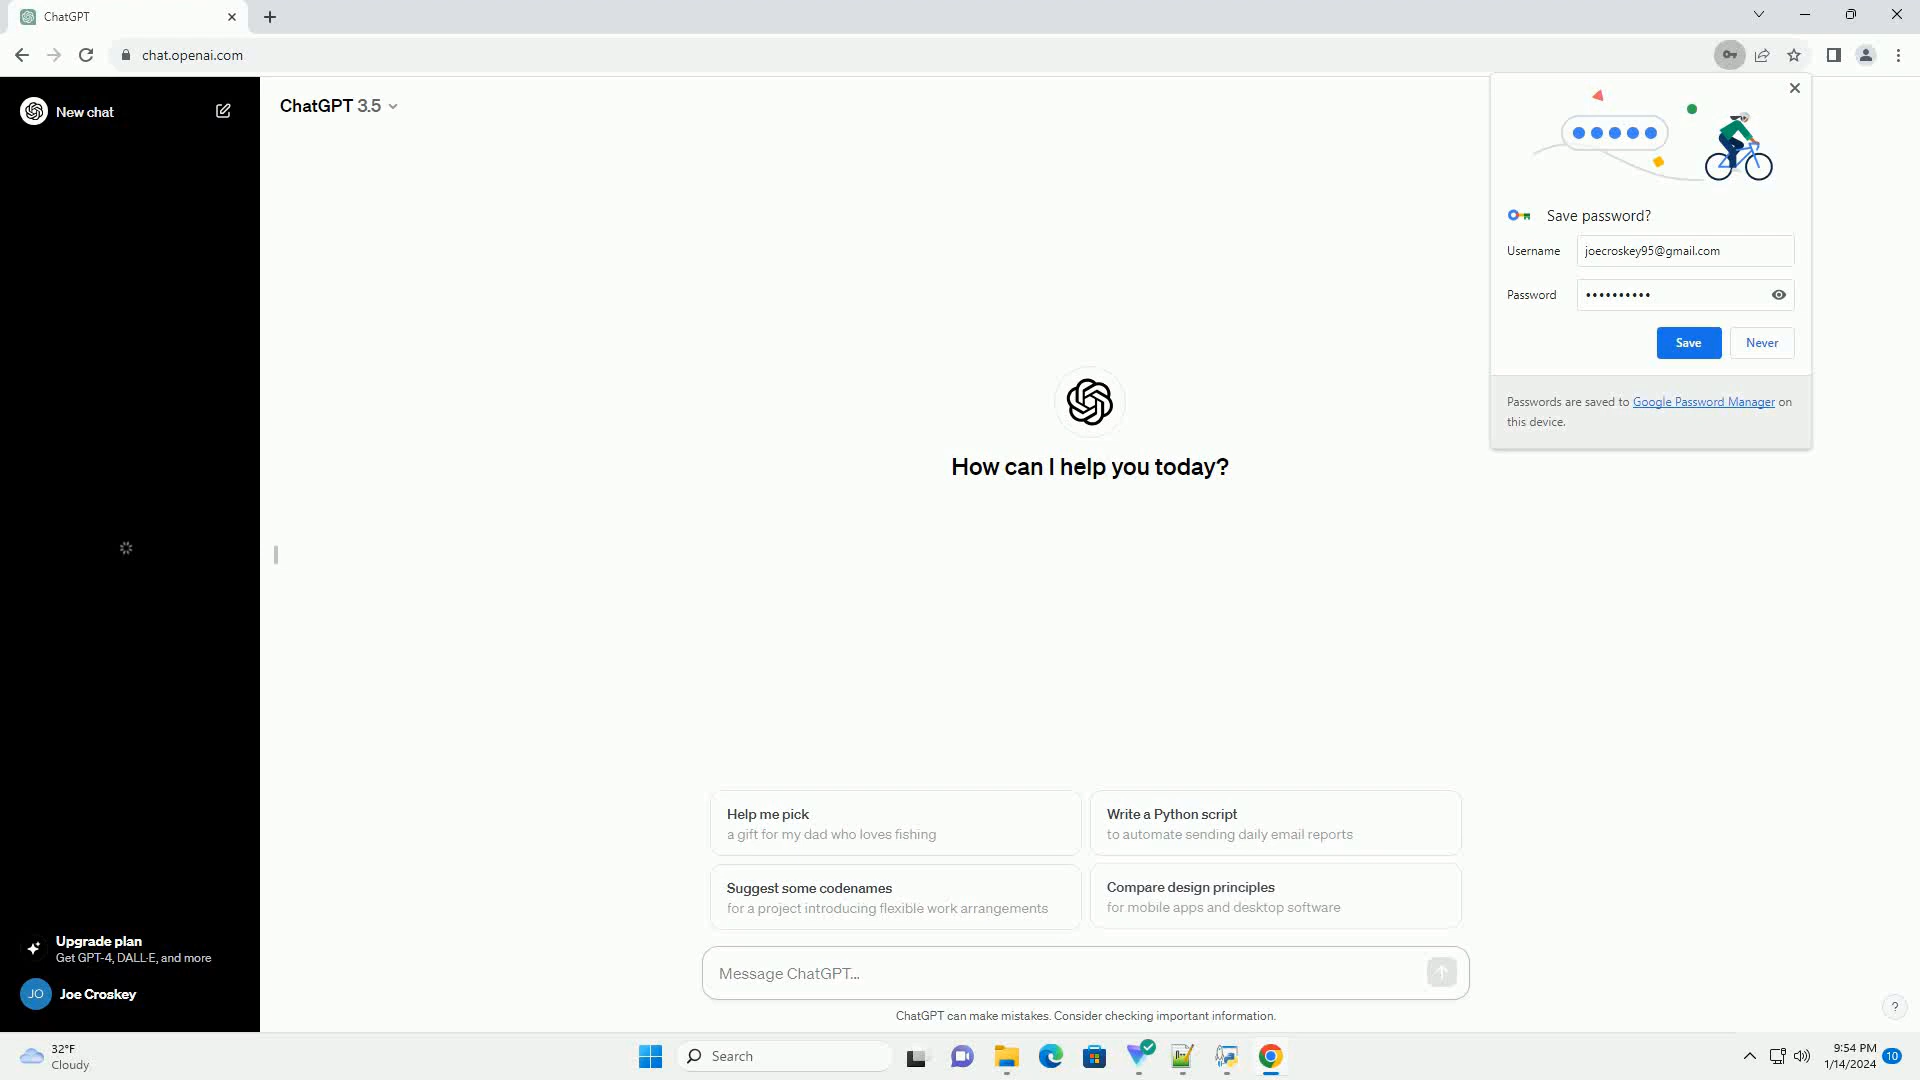 ChatGPT
chat.openai.com
New chat
ChatGPT 3.5
Save password?
Username
joecroskey95@gmail.com
Password
••••••••••
Save
Never
Passwords are saved to Google Password Manager on
this device.
How can I help you today?
Help me pick
a gift for my dad who loves fishing
Write a Python script
to automate sending daily email reports
Suggest some codenames
for a project introducing flexible work arrangements
Compare design principles
for mobile apps and desktop software
Upgrade plan
Get GPT-4, DALL·E, and more
JO
Joe Croskey
Message ChatGPT...
ChatGPT can make mistakes. Consider checking important information.
?
32°F
Cloudy
Search
9:54 PM
1/14/2024
10